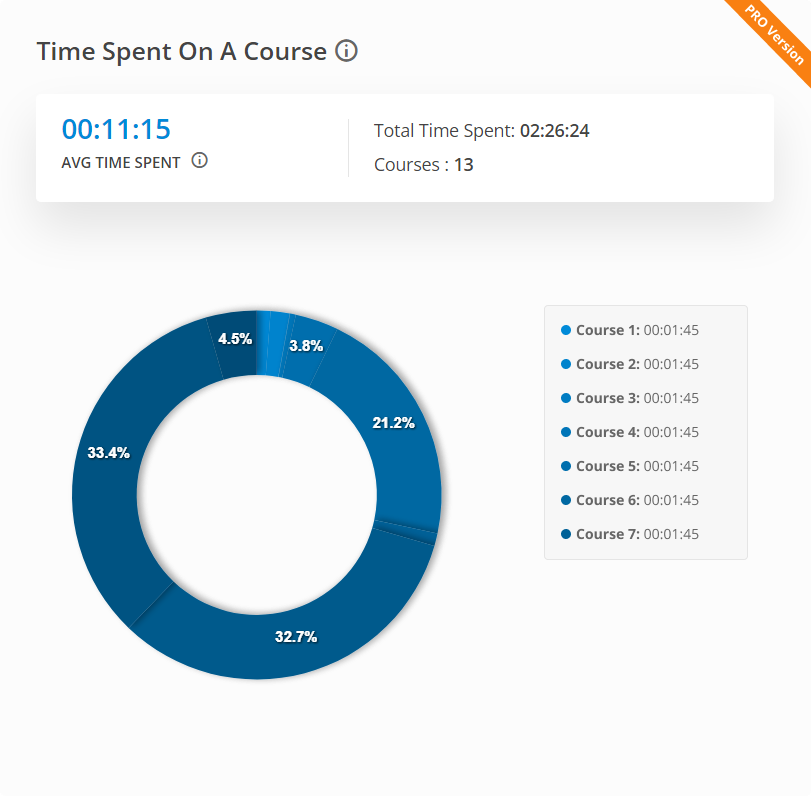 PRO Version
Time Spent On A Course
00:11:15
AVG TIME SPENT
Total Time Spent: 02:26:24
Courses : 13
4.5%
3.8%
21.2%
33.4%
32.7%
Course 1: 00:01:45
Course 2: 00:01:45
Course 3: 00:01:45
Course 4: 00:01:45
Course 5: 00:01:45
Course 6: 00:01:45
Course 7: 00:01:45